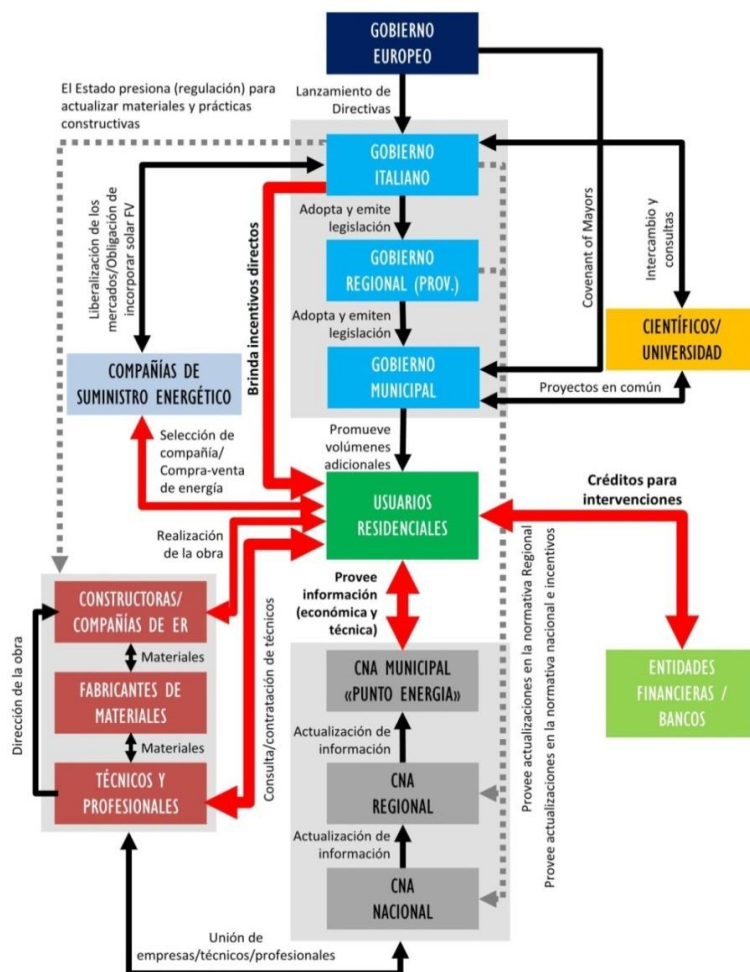 GOBIERNO
EUROPEO
El Estado presiona (regulación) para
actualizar materiales y prácticas
constructivas
Lanzamiento de
Directivas
GOBIERNO
ITALIANO
Liberalización de los
mercados/Obligación de
incorporar solar FV
Brinda incentivos directos
Adopta y emite
legislación
Covenant of Mayors
Intercambio y
consultas
GOBIERNO
REGIONAL (PROV.)
Adopta y emiten
legislación
CIENTÍFICOS/
UNIVERSIDAD
COMPAÑÍAS DE
SUMINISTRO ENERGÉTICO
GOBIERNO
MUNICIPAL
Proyectos en común
Promueve
volúmenes
adicionales
Selección de
compañía/
Compra-venta
de energía
Créditos para
intervenciones
USUARIOS
RESIDENCIALES
Realización
de la obra
Provee
información
(económica y
técnica)
Provee actualizaciones en la normativa Regional
Provee actualizaciones en la normativa nacional e incentivos
CONSTRUCTORAS/
COMPAÑÍAS DE ER
Dirección de la obra
Materiales
Consulta/contratación de técnicos
CNA MUNICIPAL
«PUNTO ENERGIA»
ENTIDADES
FINANCIERAS /
BANCOS
FABRICANTES DE
MATERIALES
Actualización de
información
Materiales
TÉCNICOS Y
PROFESIONALES
CNA
REGIONAL
Actualización de
información
CNA
NACIONAL
Unión de
empresas/técnicos/profesionales